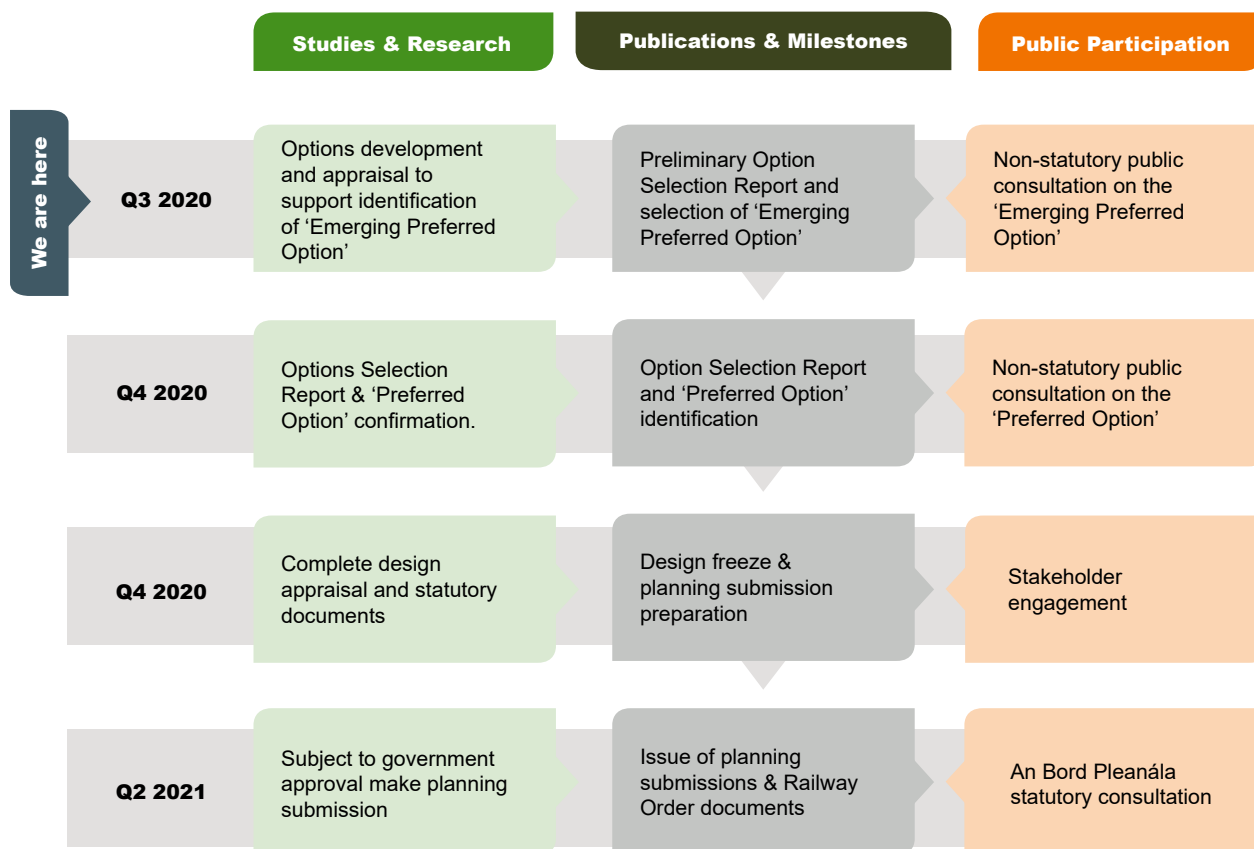 Studies & Research
Publications & Milestones
Public Participation
We are here
Q3 2020
Options development
and appraisal to
support identification
of ‘Emerging Preferred
Option’
Preliminary Option
Selection Report and
selection of ‘Emerging
Preferred Option’
Non-statutory public
consultation on the
‘Emerging Preferred
Option’
Q4 2020
Options Selection
Report & ‘Preferred
Option’ confirmation.
Option Selection Report
and ‘Preferred Option’
identification
Non-statutory public
consultation on the
‘Preferred Option’
Q4 2020
Complete design
appraisal and statutory
documents
Design freeze &
planning submission
preparation
Stakeholder
engagement
Q2 2021
Subject to government
approval make planning
submission
Issue of planning
submissions & Railway
Order documents
An Bord Pleanála
statutory consultation